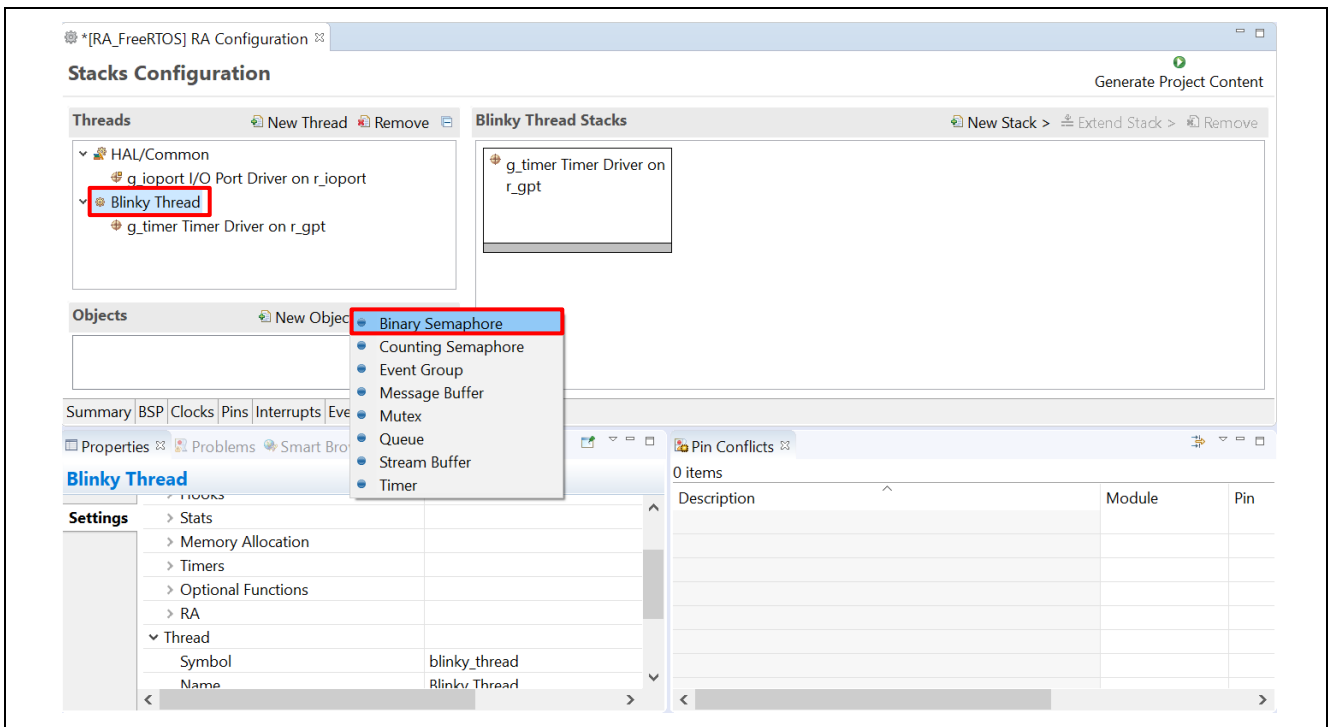 *[RA_FreeRTOS] RA Configuration
Stacks Configuration
Generate Project Content
Threads
New Thread Remove
HAL/Common
g_ioport I/O Port Driver on r_ioport
Blinky Thread
g_timer Timer Driver on r_gpt
Blinky Thread Stacks
New Stack > Extend Stack > Remove
g_timer Timer Driver on
r_gpt
Objects
New Objec
Binary Semaphore
Counting Semaphore
Event Group
Message Buffer
Mutex
Queue
Stream Buffer
Timer
Summary BSP Clocks Pins Interrupts Eve
Properties Problems Smart Bro
Blinky Thread
Settings
Hooks
Stats
Memory Allocation
Timers
Optional Functions
RA
Thread
Symbol blinky_thread
Name Blinky Thread
Pin Conflicts
0 items
Description Module Pin